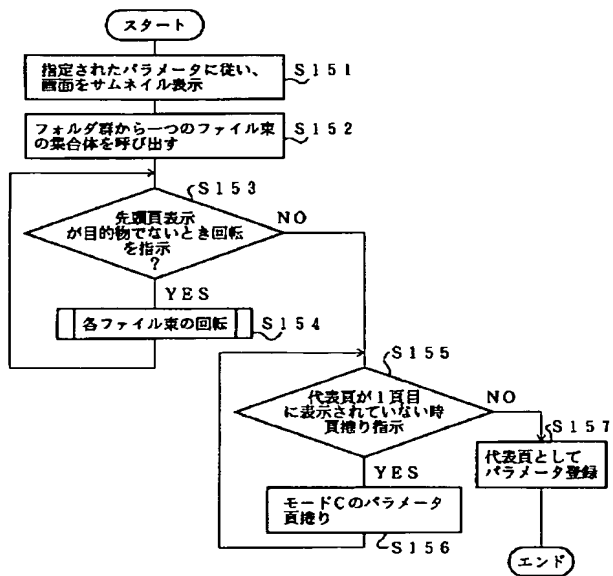 スタート
指定されたパラメータに従い、
画面をサムネイル表示
S151
フォルダ群から一つのファイル束
の集合体を呼び出す
S152
S153
先頭頁表示
が目的物でないとき回転
を指示
?
NO
YES
各ファイル束の回転
S154
S155
代表頁が1頁目
に表示されていない時
頁捲り指示
NO
S157
YES
代表頁として
パラメータ登録
モードCのパラメータ
頁捲り
S156
エンド